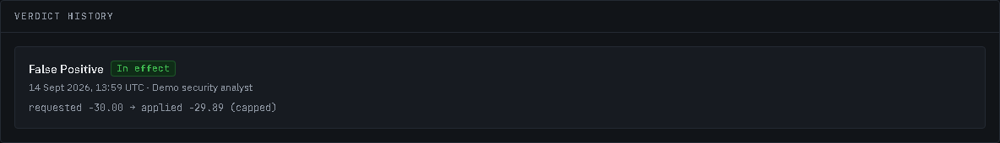 VERDICT HISTORY
False Positive In effect
14 Sept 2026, 13:59 UTC · Demo security analyst
requested -30.00 → applied -29.89 (capped)